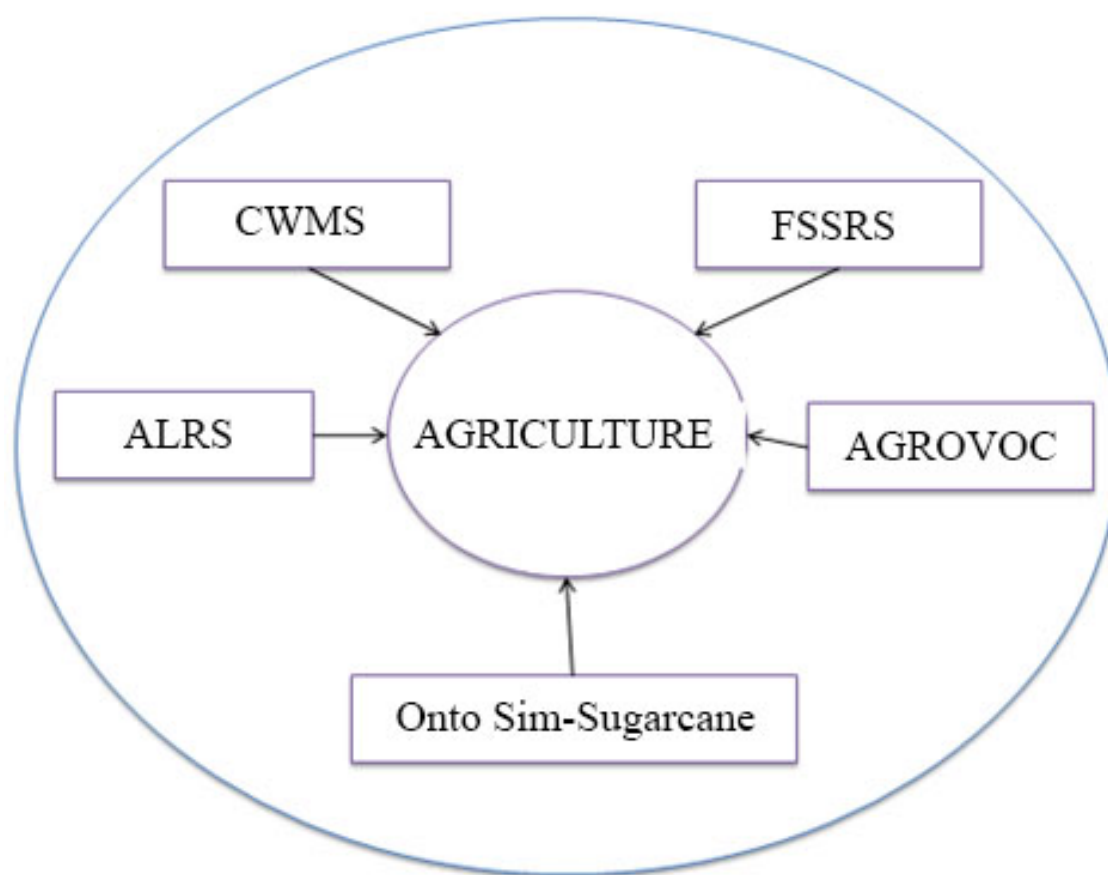 CWMS
FSSRS
ALRS
AGRICULTURE
AGROVOC
Onto Sim-Sugarcane